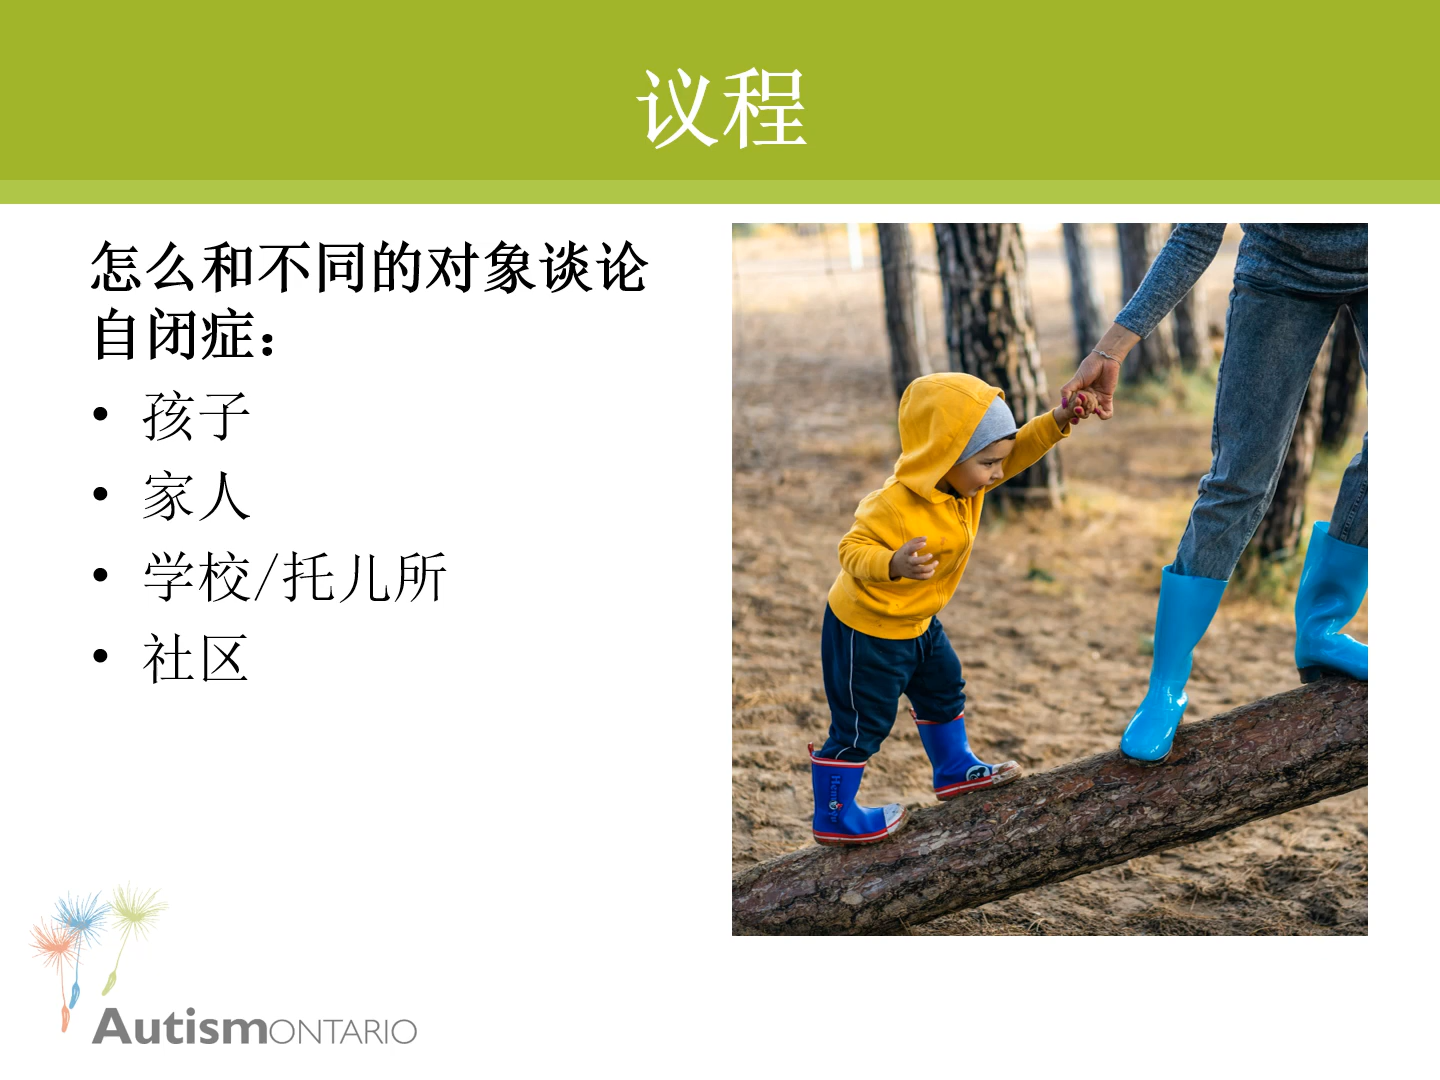 议程
怎么和不同的对象谈论
自闭症：
• 孩子
• 家人
• 学校/托儿所
• 社区
AutismONTARIO